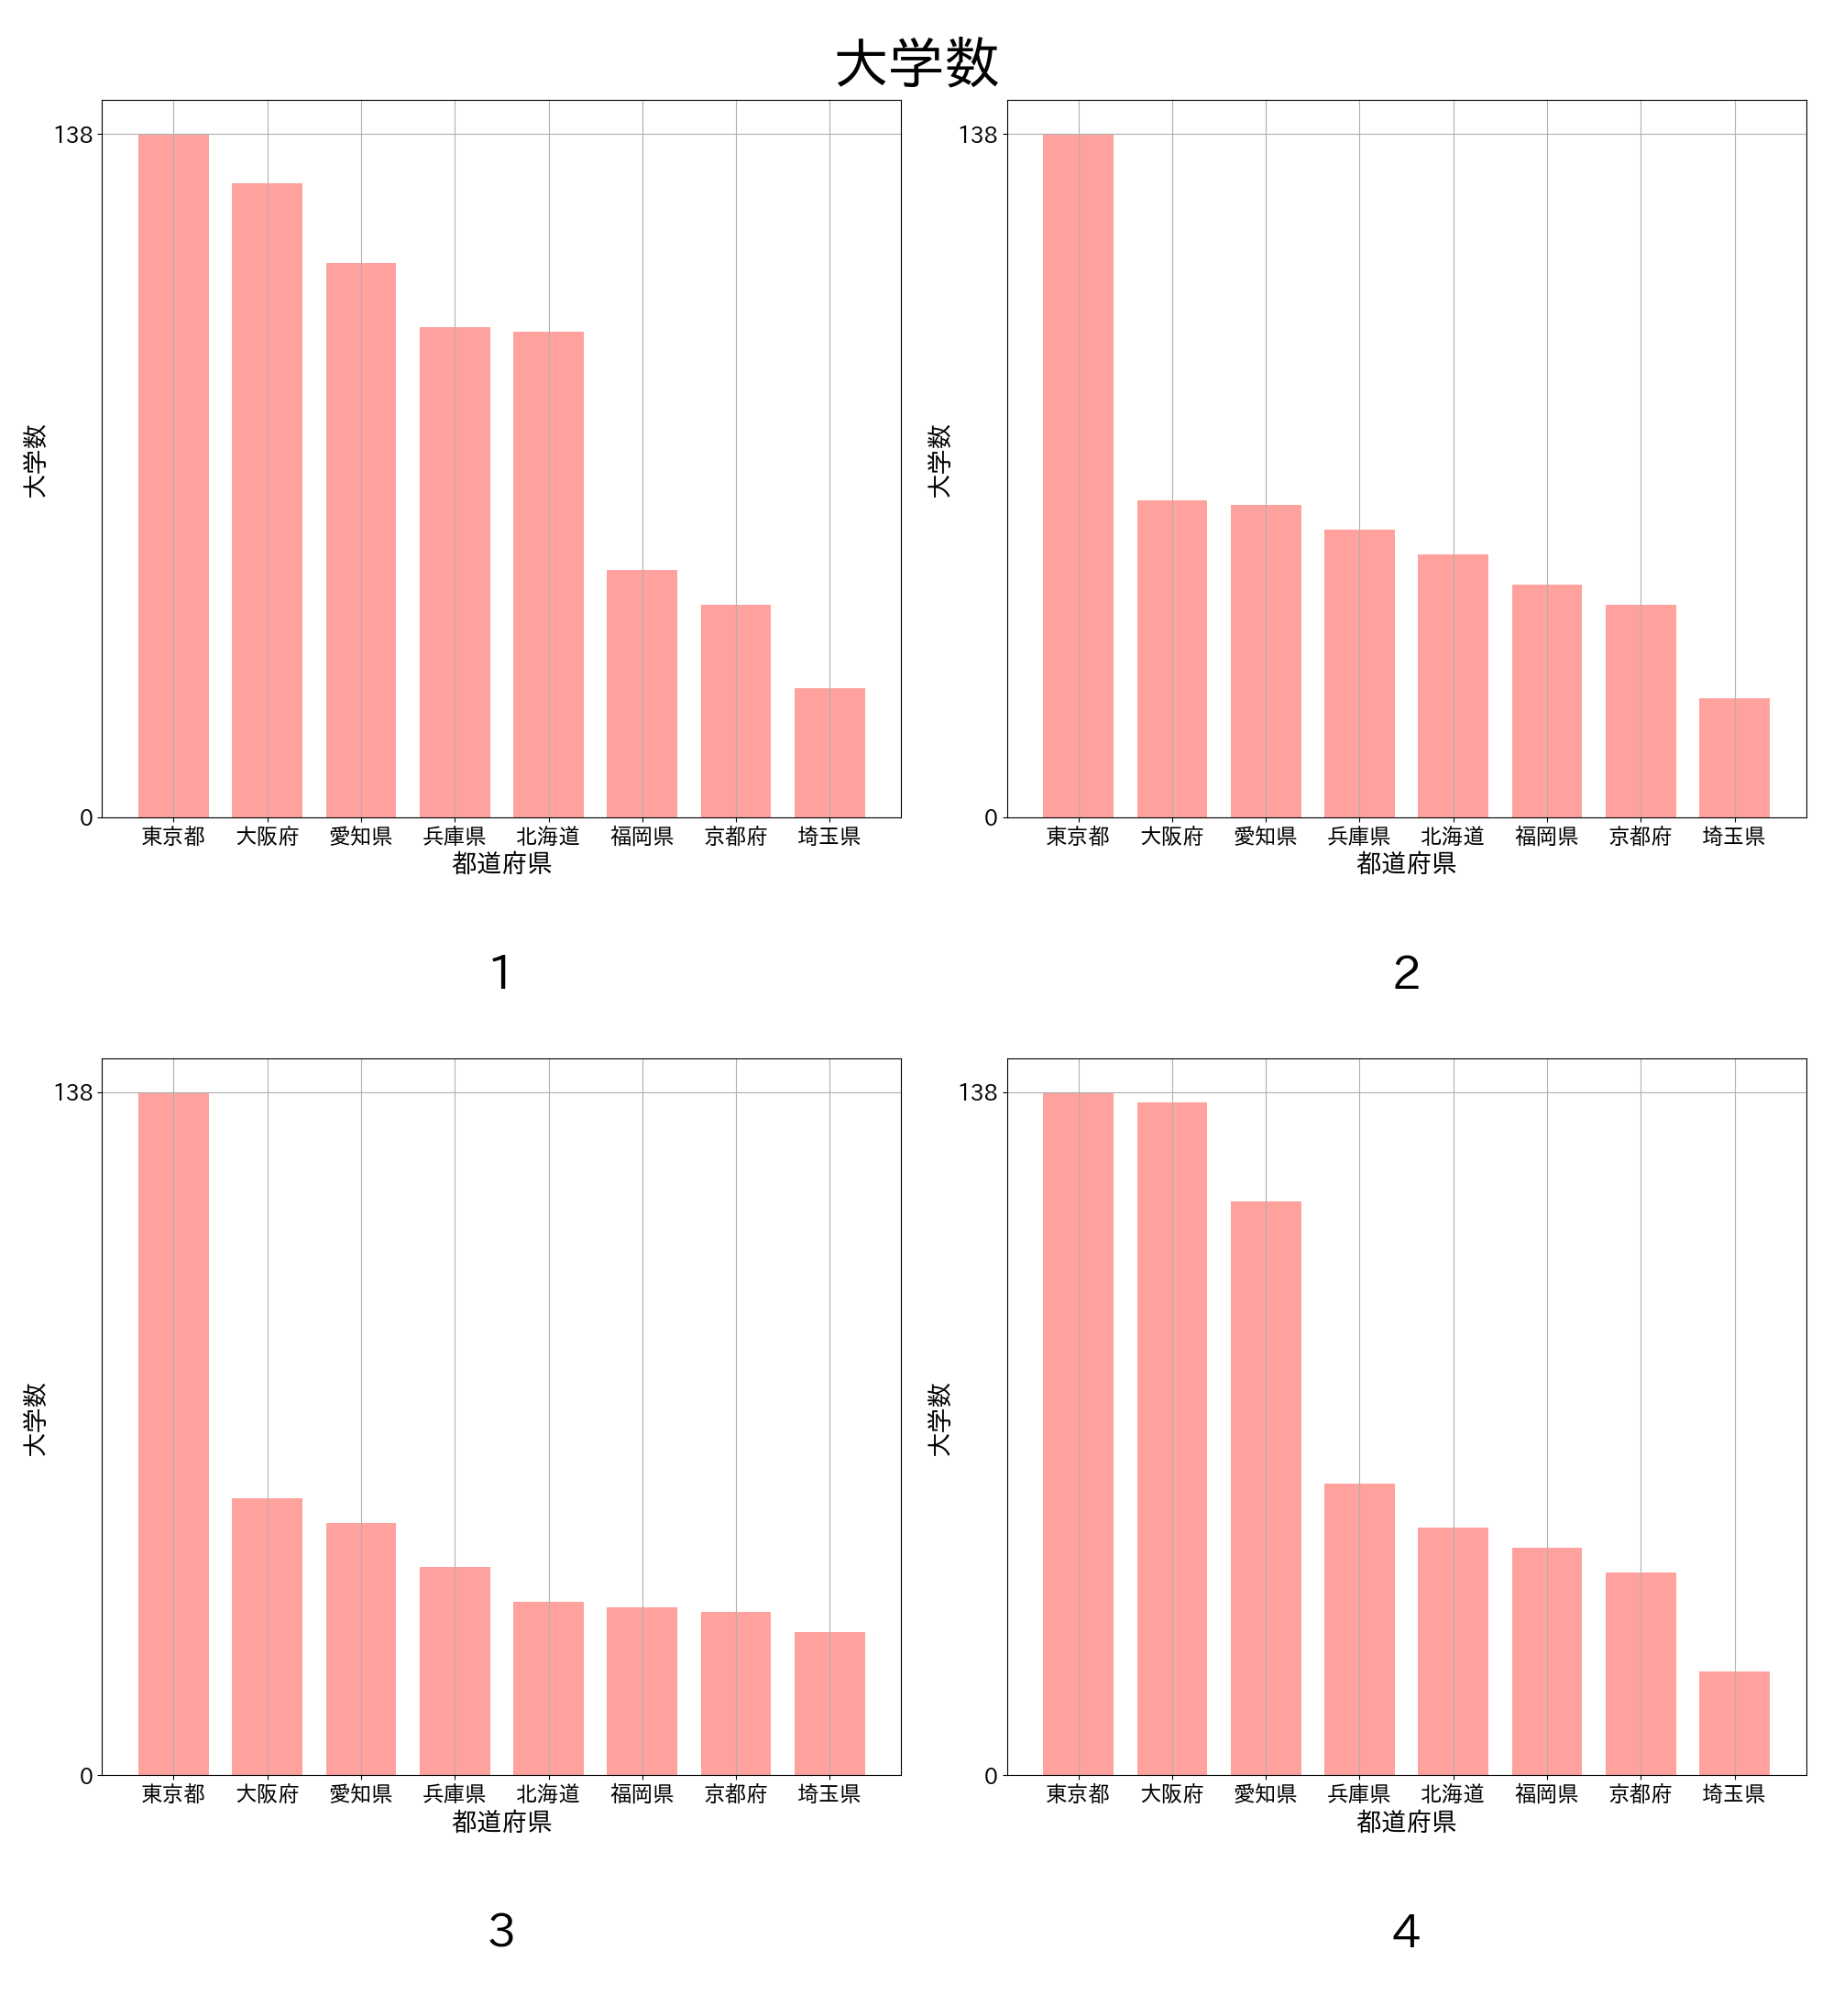 大学数
138
0
大学数
東京都 大阪府 愛知県 兵庫県 北海道 福岡県 京都府 埼玉県
都道府県
1
138
0
大学数
東京都 大阪府 愛知県 兵庫県 北海道 福岡県 京都府 埼玉県
都道府県
2
138
0
大学数
東京都 大阪府 愛知県 兵庫県 北海道 福岡県 京都府 埼玉県
都道府県
3
138
0
大学数
東京都 大阪府 愛知県 兵庫県 北海道 福岡県 京都府 埼玉県
都道府県
4